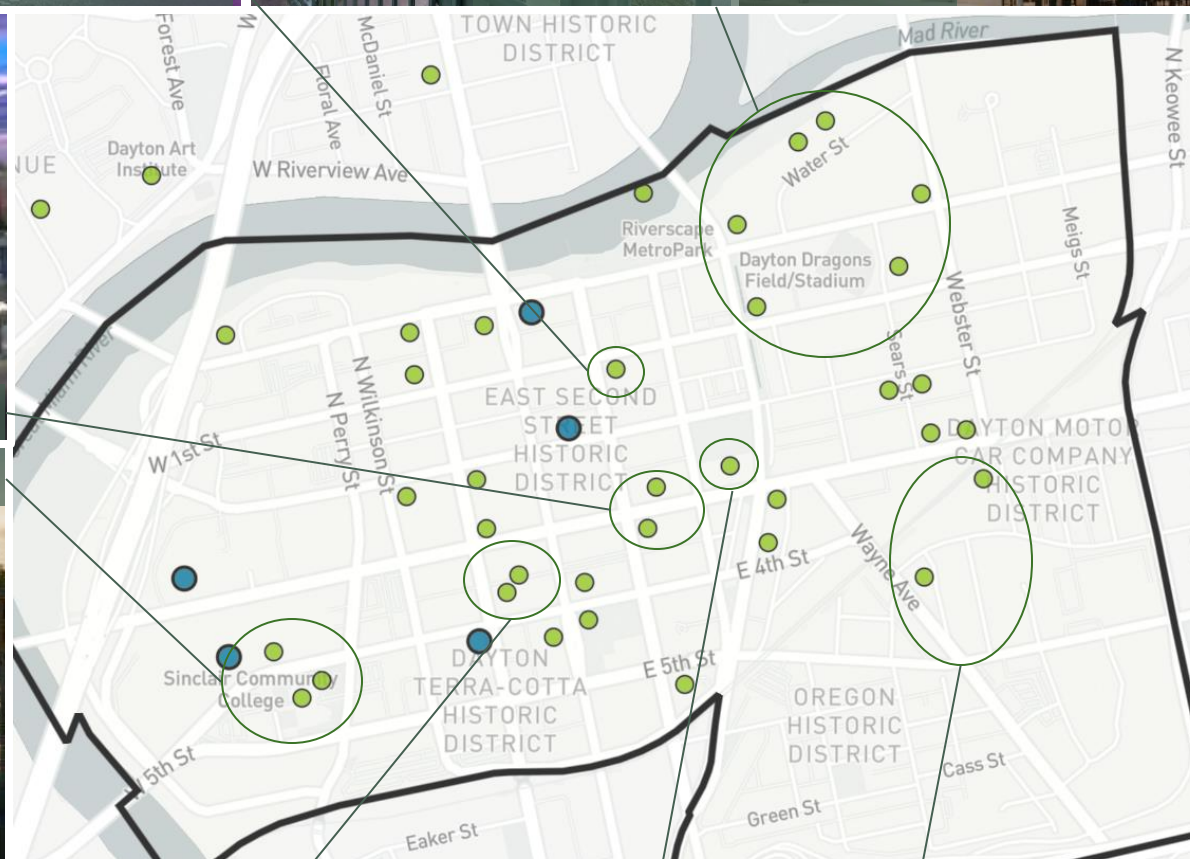 Forest Ave
McDaniel St
Floral Ave
TOWN HISTORIC
DISTRICT
Mad River
N Keowee St
Dayton Art
Institute
W Riverview Ave
Water St
Riverscape
MetroPark
Dayton Dragons
Field/Stadium
Meigs St
Webster St
Sears St
N Wilkinson St
N Perry St
W 1st St
EAST SECOND
STREET
HISTORIC
DISTRICT
DAYTON MOTOR
CAR COMPANY
HISTORIC
DISTRICT
Wayne Ave
E 4th St
Sinclair Community
College
DAYTON
TERRA-COTTA
HISTORIC
DISTRICT
E 5th St
OREGON
HISTORIC
DISTRICT
W 5th St
Cass St
Green St
Eaker St